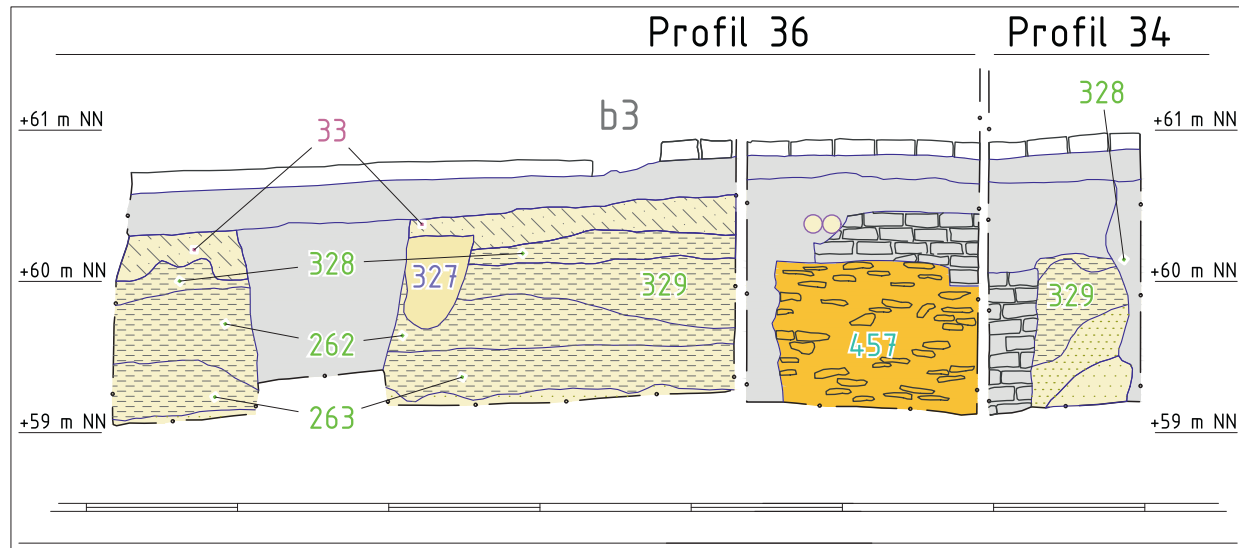 Profil 36 Profil 34
328
+61 m NN b3 +61 m NN
33
+60 m NN 328 327 329 329 +60 m NN
262 457
263
+59 m NN +59 m NN